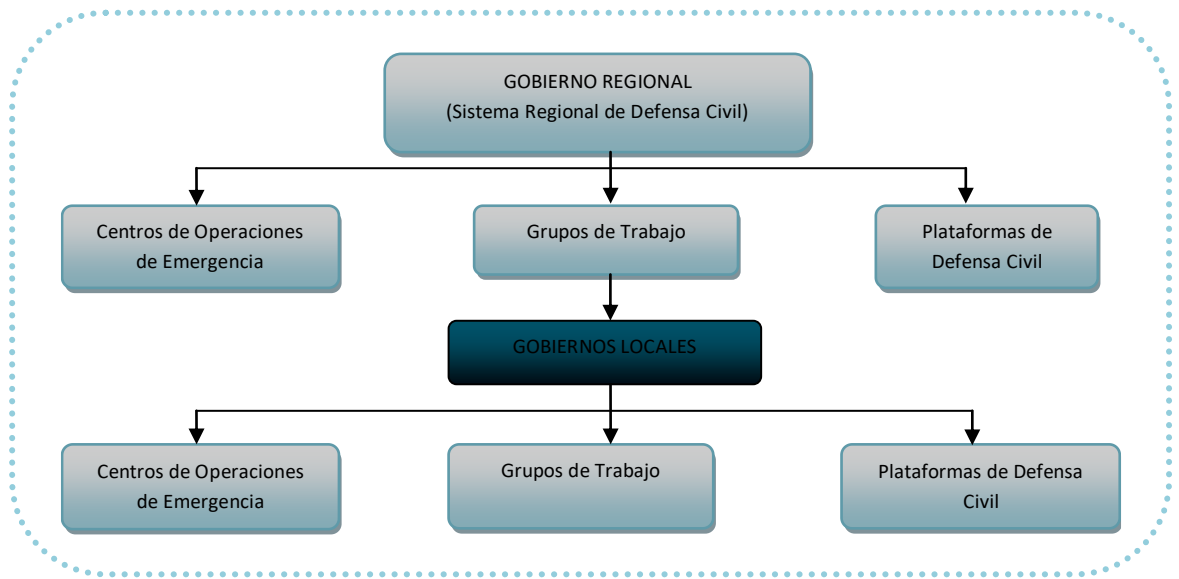 GOBIERNO REGIONAL
(Sistema Regional de Defensa Civil)
Centros de Operaciones
de Emergencia
Grupos de Trabajo
Plataformas de
Defensa Civil
GOBIERNOS LOCALES
Centros de Operaciones
de Emergencia
Grupos de Trabajo
Plataformas de Defensa
Civil